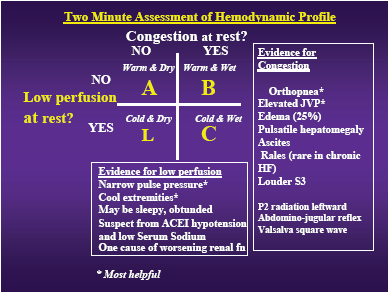 Two Minute Assessment of Hemodynamic Profile
Congestion at rest?
NO
YES
Warm & Dry
Warm & Wet
NO
A
B
Low perfusion
at rest?
YES
Cold & Dry
Cold & Wet
L
C
Evidence for
Congestion
Orthopnea*
Elevated JVP*
Edema (25%)
Pulsatile hepatomegaly
Ascites
Rales (rare in chronic
HF)
Louder S3
P2 radiation leftward
Abdomino-jugular reflex
Valsalva square wave
Evidence for low perfusion
Narrow pulse pressure*
Cool extremities*
May be sleepy, obtunded
Suspect from ACEI hypotension
and low Serum Sodium
One cause of worsening renal fn
* Most helpful